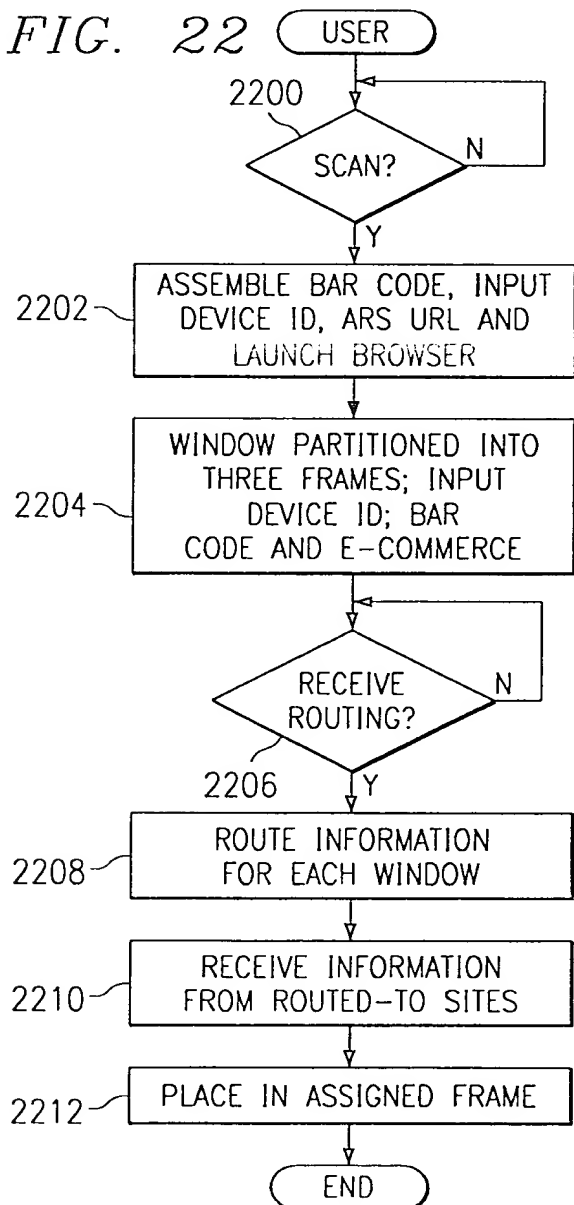 FIG. 22
USER
2200
SCAN?
N
Y
2202
ASSEMBLE BAR CODE, INPUT
DEVICE ID, ARS URL AND
LAUNCH BROWSER
2204
WINDOW PARTITIONED INTO
THREE FRAMES; INPUT
DEVICE ID; BAR
CODE AND E-COMMERCE
RECEIVE
ROUTING?
N
2206
Y
2208
ROUTE INFORMATION
FOR EACH WINDOW
2210
RECEIVE INFORMATION
FROM ROUTED-TO SITES
2212
PLACE IN ASSIGNED FRAME
END